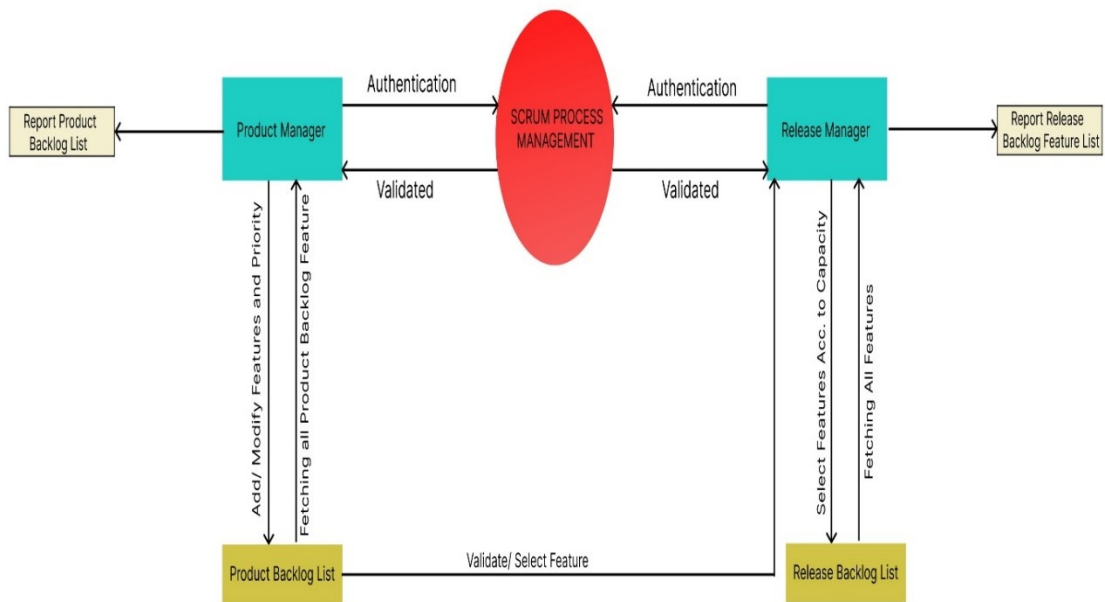 Authentication
Authentication
SCRUM PROCESS
MANAGEMENT
Report Product
Backlog List
Product Manager
Release Manager
Report Release
Backlog Feature List
Validated
Validated
Add/ Modify Features and Priority
Fetching all Product Backlog Feature
Select Features Acc. to Capacity
Fetching All Features
Validate/ Select Feature
Product Backlog List
Release Backlog List